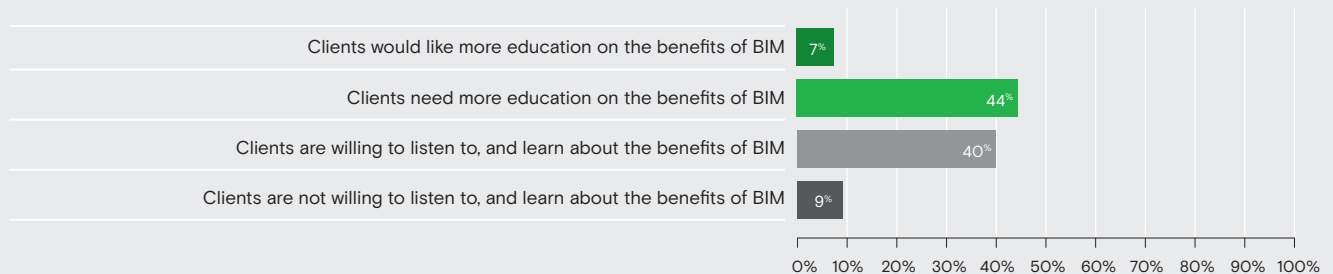 Clients would like more education on the benefits of BIM 7%
Clients need more education on the benefits of BIM 44%
Clients are willing to listen to, and learn about the benefits of BIM 40%
Clients are not willing to listen to, and learn about the benefits of BIM 9%
0% 10% 20% 30% 40% 50% 60% 70% 80% 90% 100%